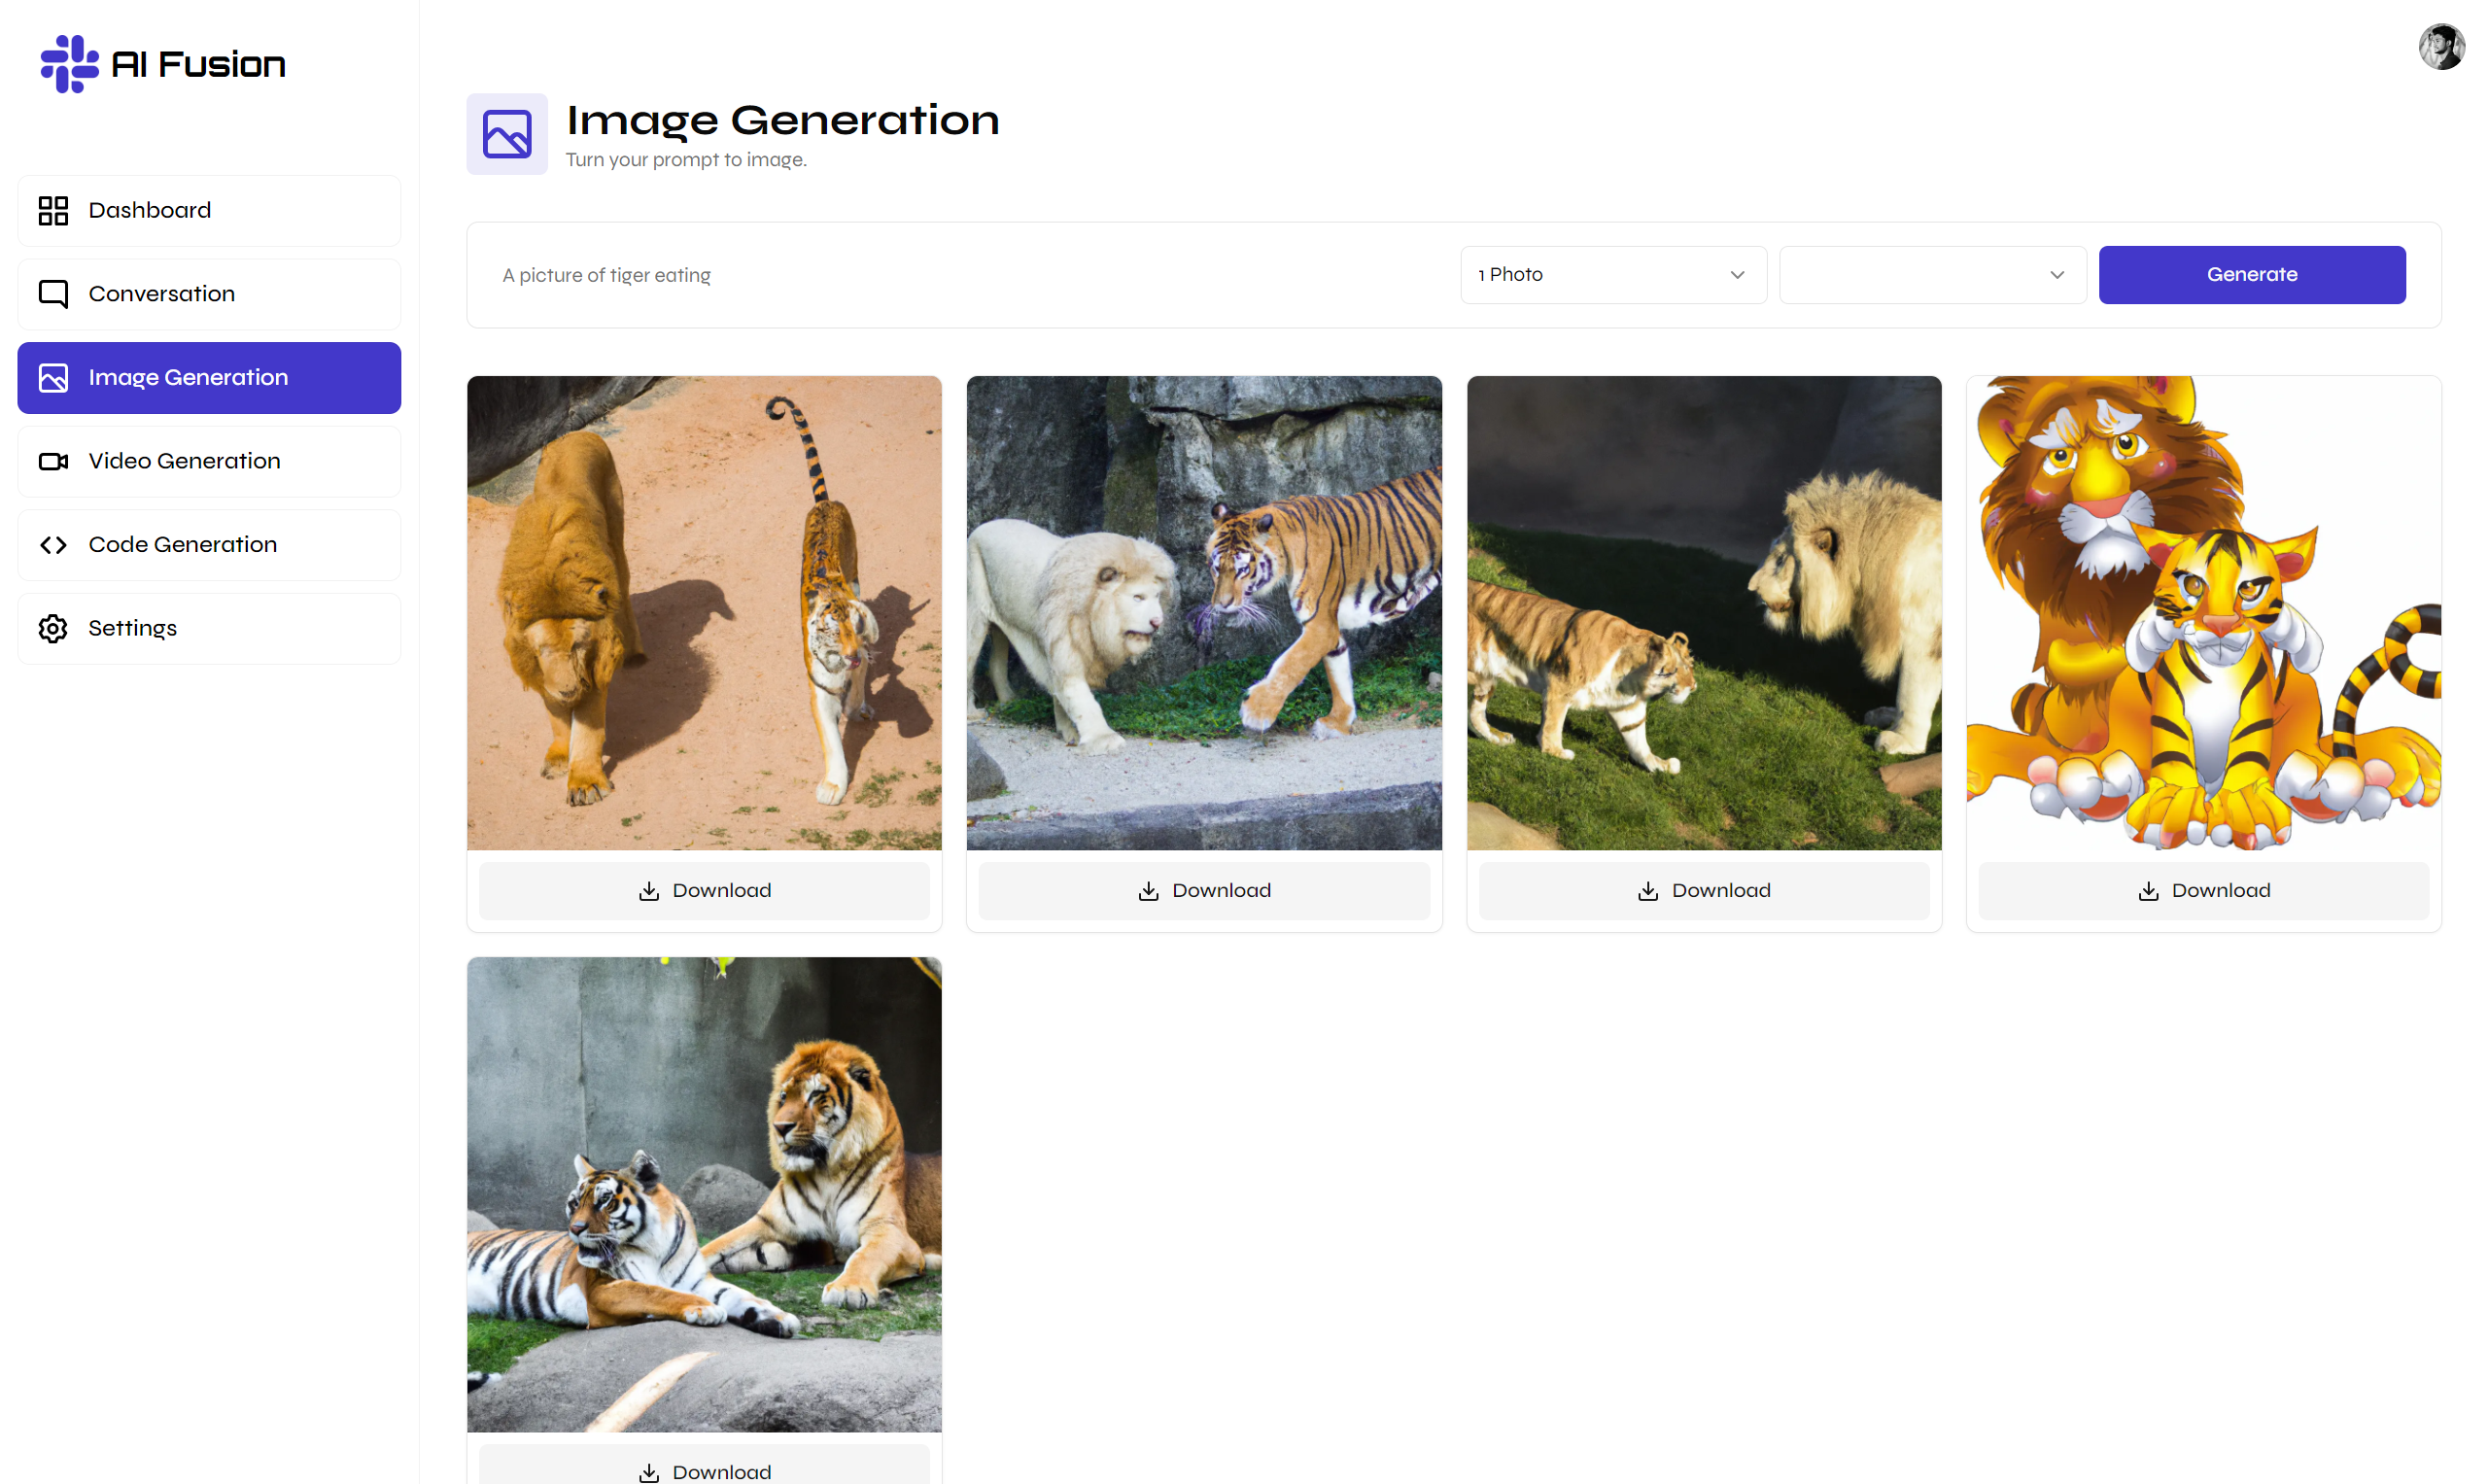 AI Fusion
Dashboard
Conversation
Image Generation
Video Generation
Code Generation
Settings
Image Generation
Turn your prompt to image.
A picture of tiger eating
1 Photo
Generate
Download
Download
Download
Download
Download